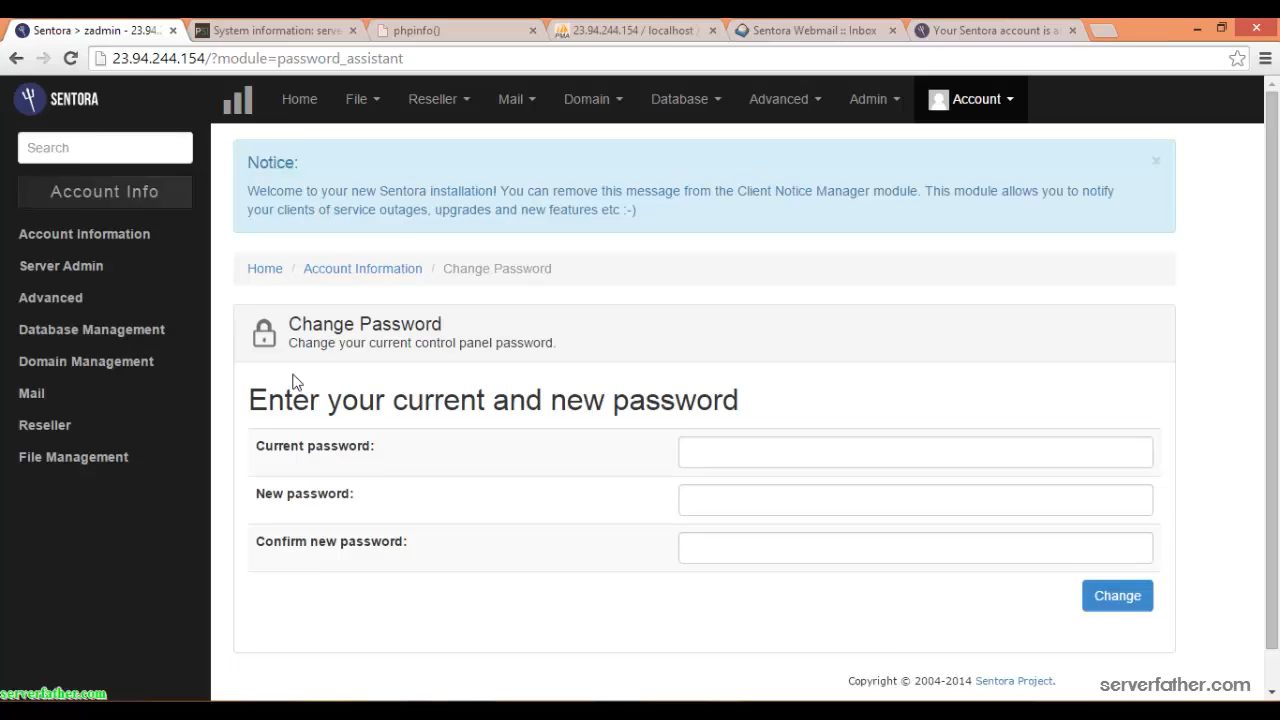 Sentora > zadmin - 23.94.
System information: serve
phpinfo()
23.94.244.154 / localhost
Sentora Webmail :: Inbox
Your Sentora account is a
23.94.244.154/?module=password_assistant
SENTORA
Home
File
Reseller
Mail
Domain
Database
Advanced
Admin
Account
Search
Account Info
Account Information
Server Admin
Advanced
Database Management
Domain Management
Mail
Reseller
File Management
Notice:
Welcome to your new Sentora installation! You can remove this message from the Client Notice Manager module. This module allows you to notify
your clients of service outages, upgrades and new features etc :-)
Home / Account Information / Change Password
Change Password
Change your current control panel password.
Enter your current and new password
Current password:
New password:
Confirm new password:
Change
Copyright © 2004-2014 Sentora Project.
serverfather.com
serverfather.com